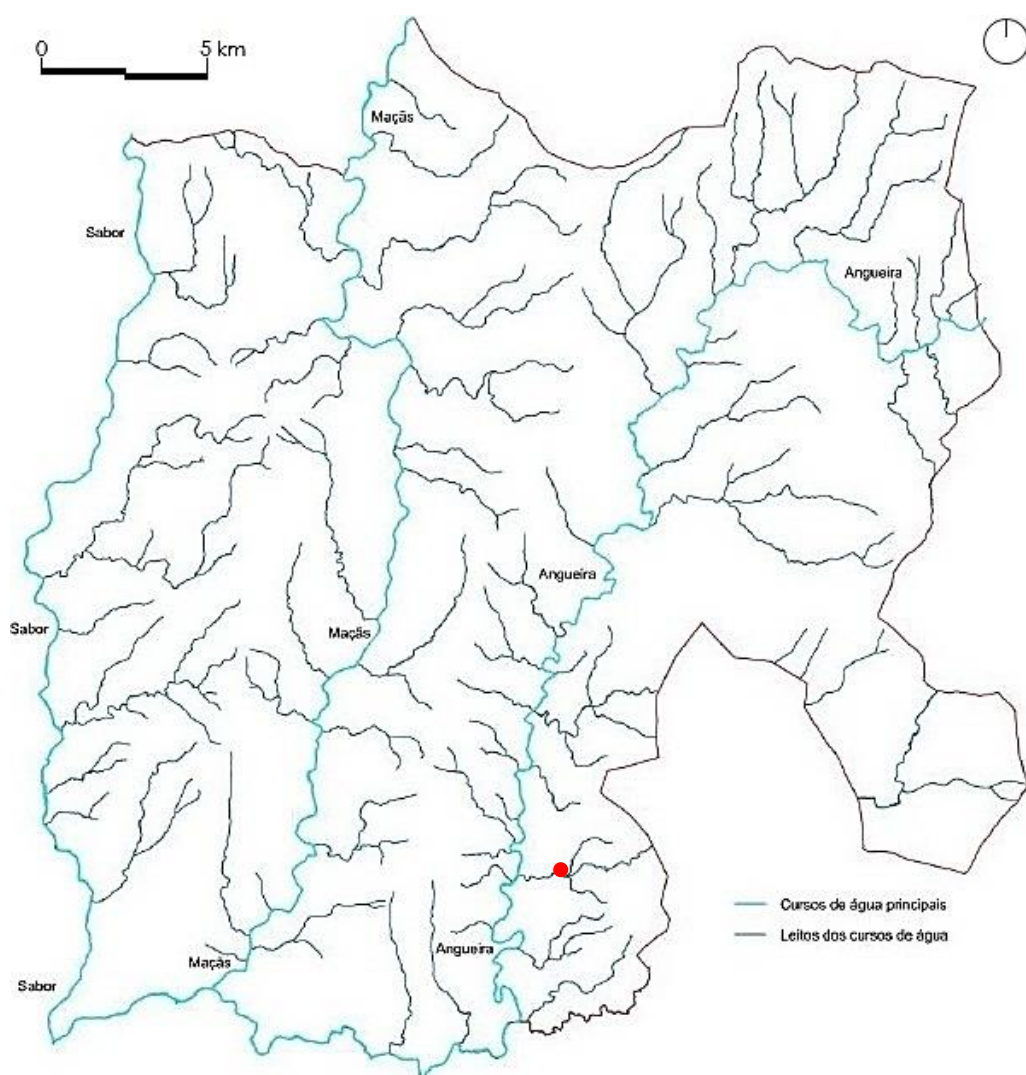 0 5 km
Maçãs
Sabor
Angueira
Angueira
Sabor
Maçãs
Cursos de água principais
Leitos dos cursos de água
Angueira
Maçãs
Sabor